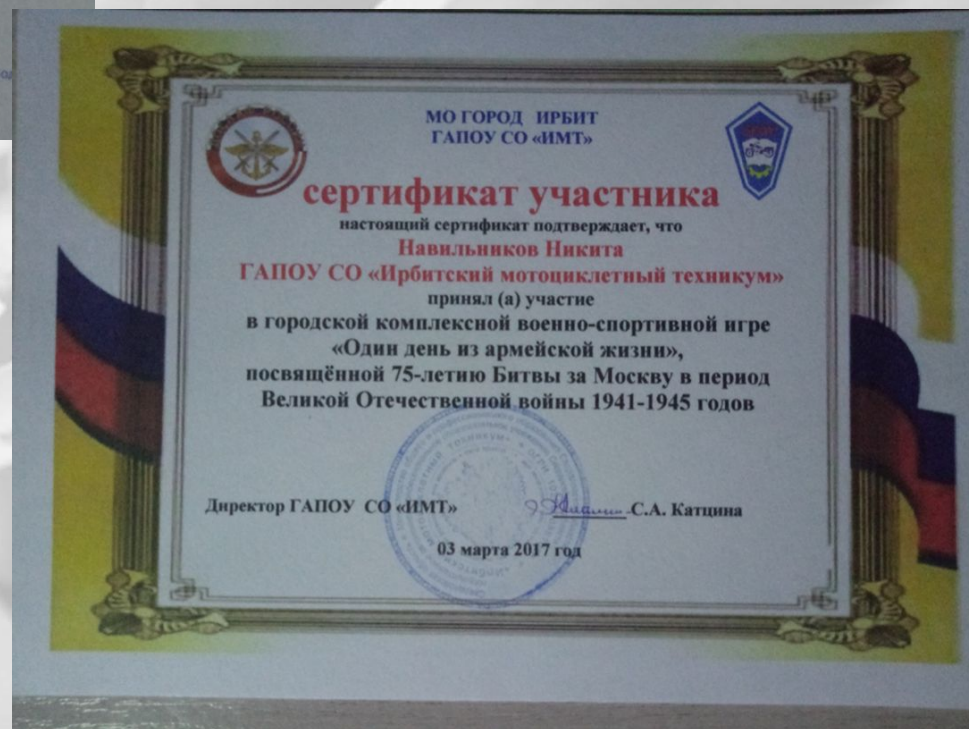 МО ГОРОД ИРБИТ
ГАПОУ СО «ИМТ»
сертификат участника
настоящий сертификат подтверждает, что
Навильников Никита
ГАПОУ СО «Ирбитский мотоциклетный техникум»
принял (а) участие
в городской комплексной военно-спортивной игре
«Один день из армейской жизни»,
посвящённой 75-летию Битвы за Москву в период
Великой Отечественной войны 1941-1945 годов
Директор ГАПОУ СО «ИМТ» С.А. Катцина
03 марта 2017 год